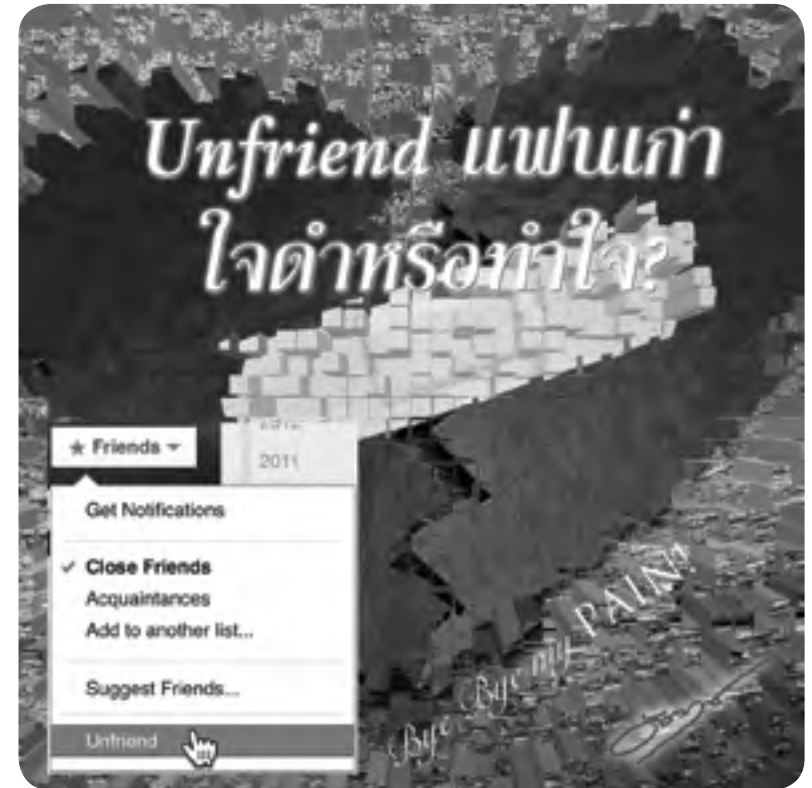 Unfriend แฟนเก่า
ใจดำหรือทำใจ?
★ Friends
2012
2011
Get Notifications
✓ Close Friends
Acquaintances
Add to another list...
Suggest Friends...
Unfriend
Bye Bye my PAIN!